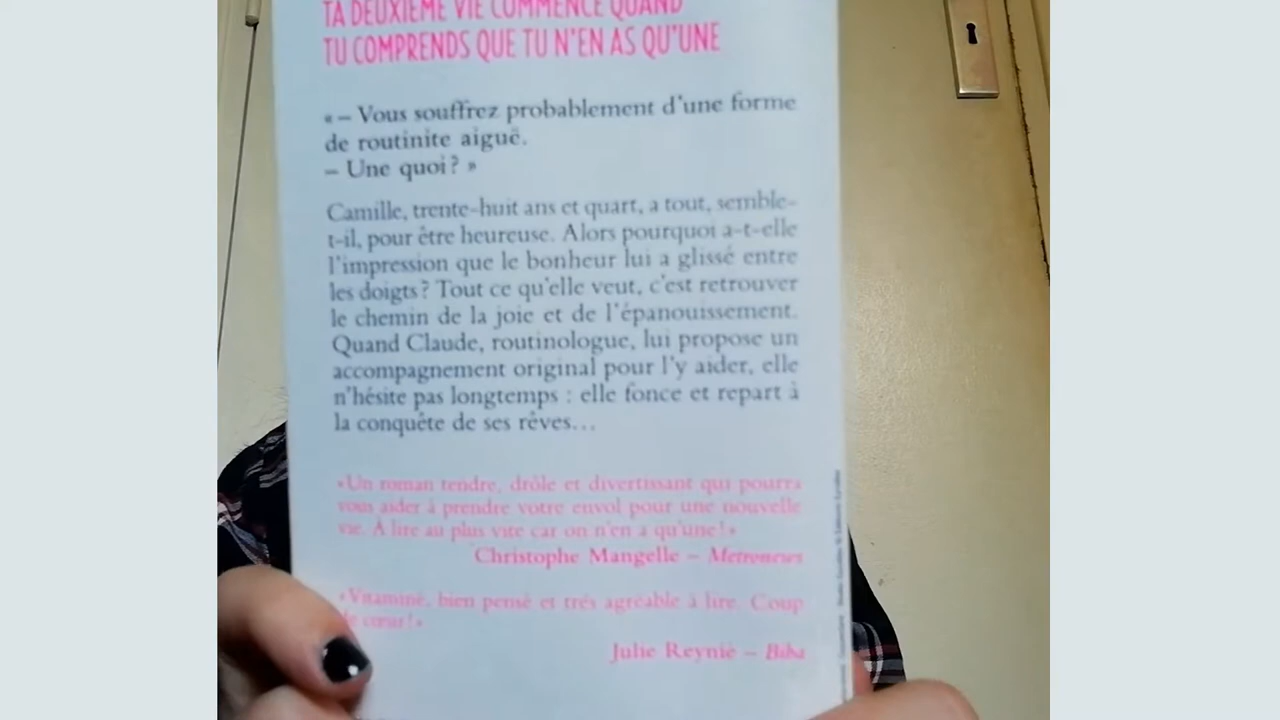 TA DEUXIÈME VIE COMMENCE QUAND
TU COMPRENDS QUE TU N'EN AS QU'UNE
« – Vous souffrez probablement d'une forme
de routinite aiguë.
– Une quoi ? »
Camille, trente-huit ans et quart, a tout, semble-
t-il, pour être heureuse. Alors pourquoi a-t-elle
l'impression que le bonheur lui a glissé entre
les doigts ? Tout ce qu'elle veut, c'est retrouver
le chemin de la joie et de l'épanouissement.
Quand Claude, routinologue, lui propose un
accompagnement original pour l'y aider, elle
n'hésite pas longtemps : elle fonce et repart à
la conquête de ses rêves…
«Un roman tendre, drôle et divertissant qui pourra
vous aider à prendre votre envol pour une nouvelle
vie. À lire au plus vite car on n'en a qu'une !»
Christophe Mangelle – Metronews
«Vitaminé, bien pensé et très agréable à lire. Coup
de cœur !»
Julie Reynié – Biba